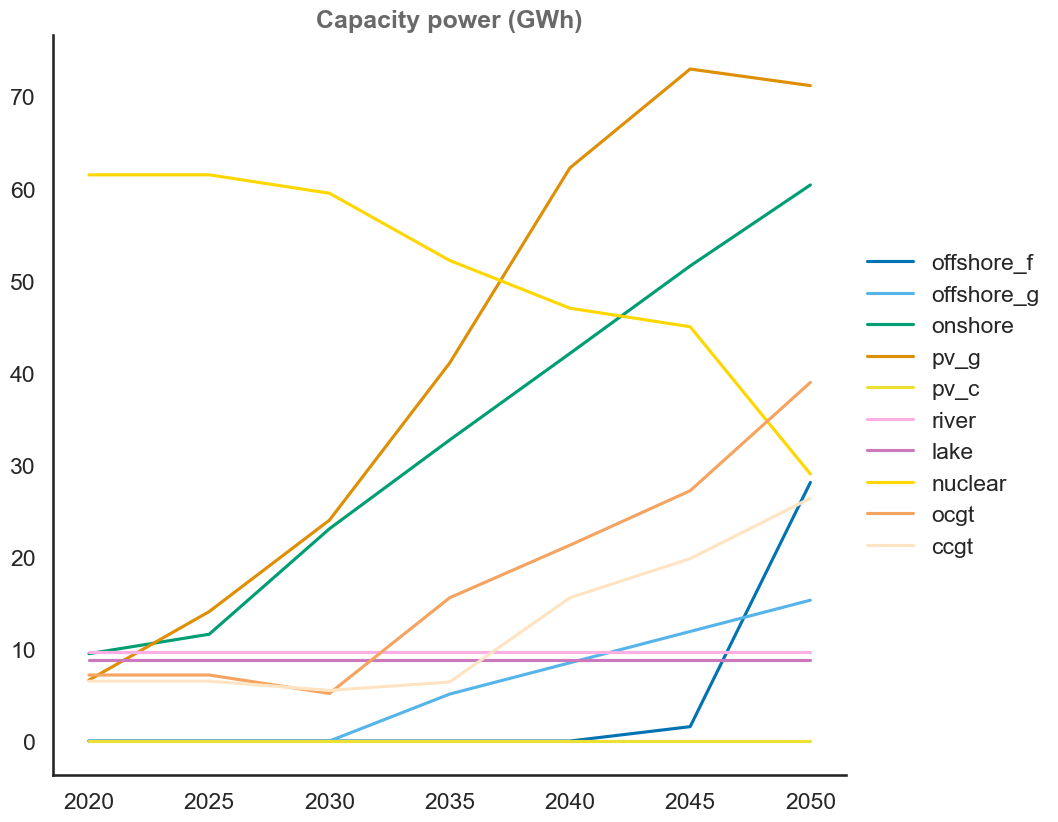 Capacity power (GWh)
70
60
50
40
30
20
10
0
2020 2025 2030 2035 2040 2045 2050
offshore_f
offshore_g
onshore
pv_g
pv_c
river
lake
nuclear
ocgt
ccgt